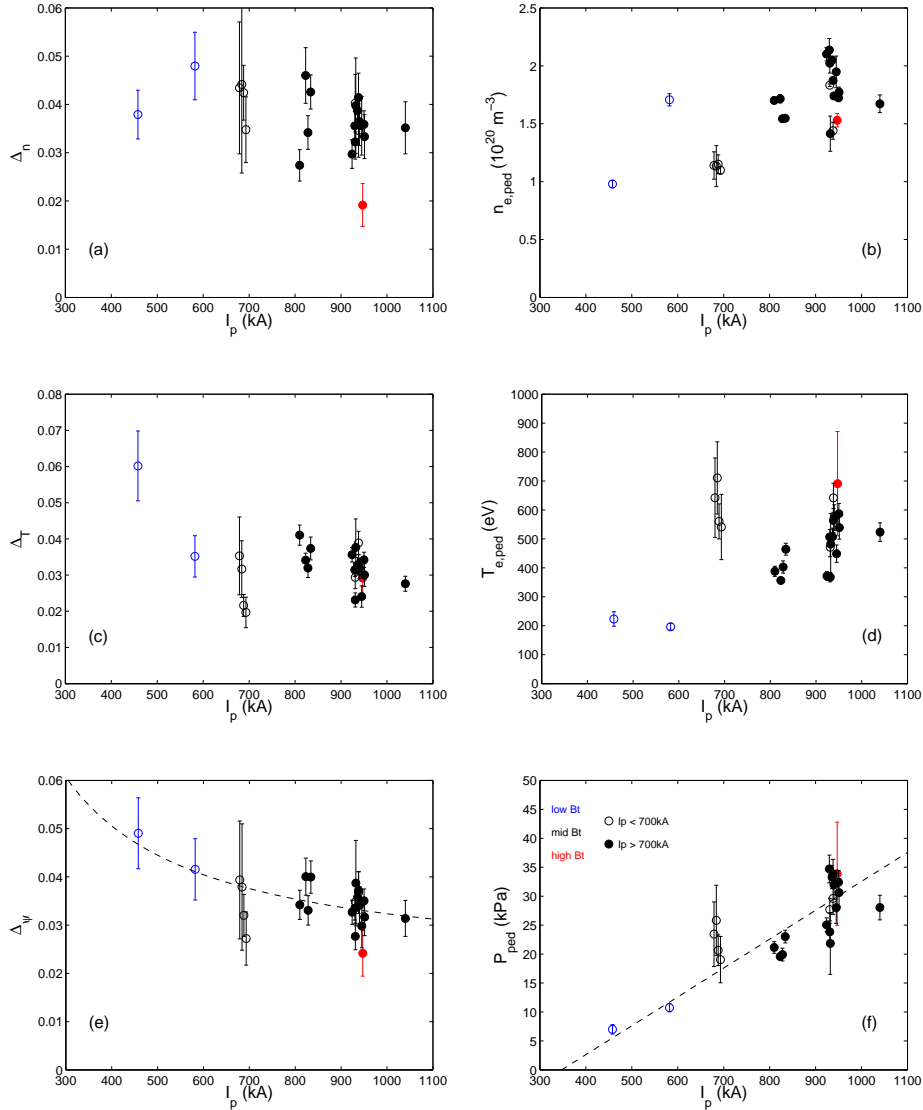 0.06
0.05
0.04
0.03
0.02
0.01
0
Δn
(a)
300 400 500 600 700 800 900 1000 1100
Ip (kA)
2.5
2
1.5
1
0.5
0
ne,ped (10^20 m^-3)
(b)
300 400 500 600 700 800 900 1000 1100
Ip (kA)
0.08
0.07
0.06
0.05
0.04
0.03
0.02
0.01
0
ΔT
(c)
300 400 500 600 700 800 900 1000 1100
Ip (kA)
1000
900
800
700
600
500
400
300
200
100
0
Te,ped (eV)
(d)
300 400 500 600 700 800 900 1000 1100
Ip (kA)
0.06
0.05
0.04
0.03
0.02
0.01
0
Δψ
(e)
300 400 500 600 700 800 900 1000 1100
Ip (kA)
50
45
40
35
30
25
20
15
10
5
0
Pped (kPa)
low Bt
mid Bt
high Bt
Ip < 700kA
Ip > 700kA
(f)
300 400 500 600 700 800 900 1000 1100
Ip (kA)